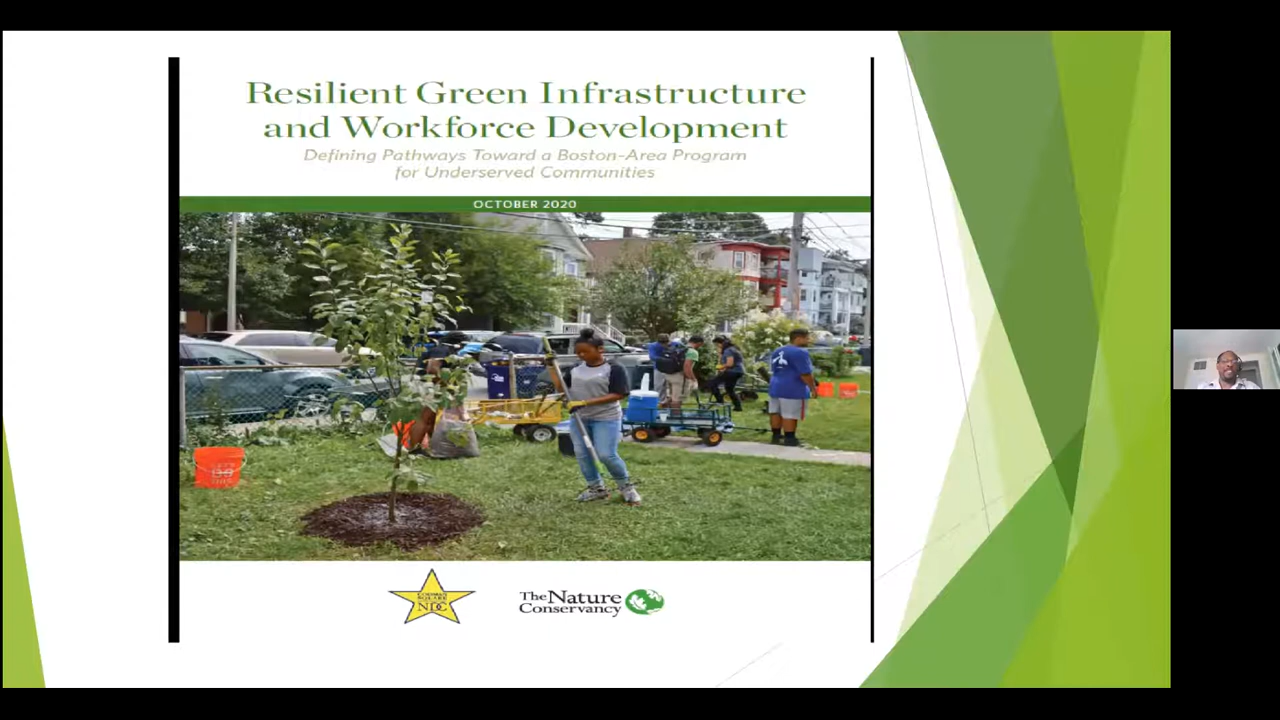 Resilient Green Infrastructure
and Workforce Development
Defining Pathways Toward a Boston-Area Program
for Underserved Communities
OCTOBER 2020
NDC
The Nature
Conservancy